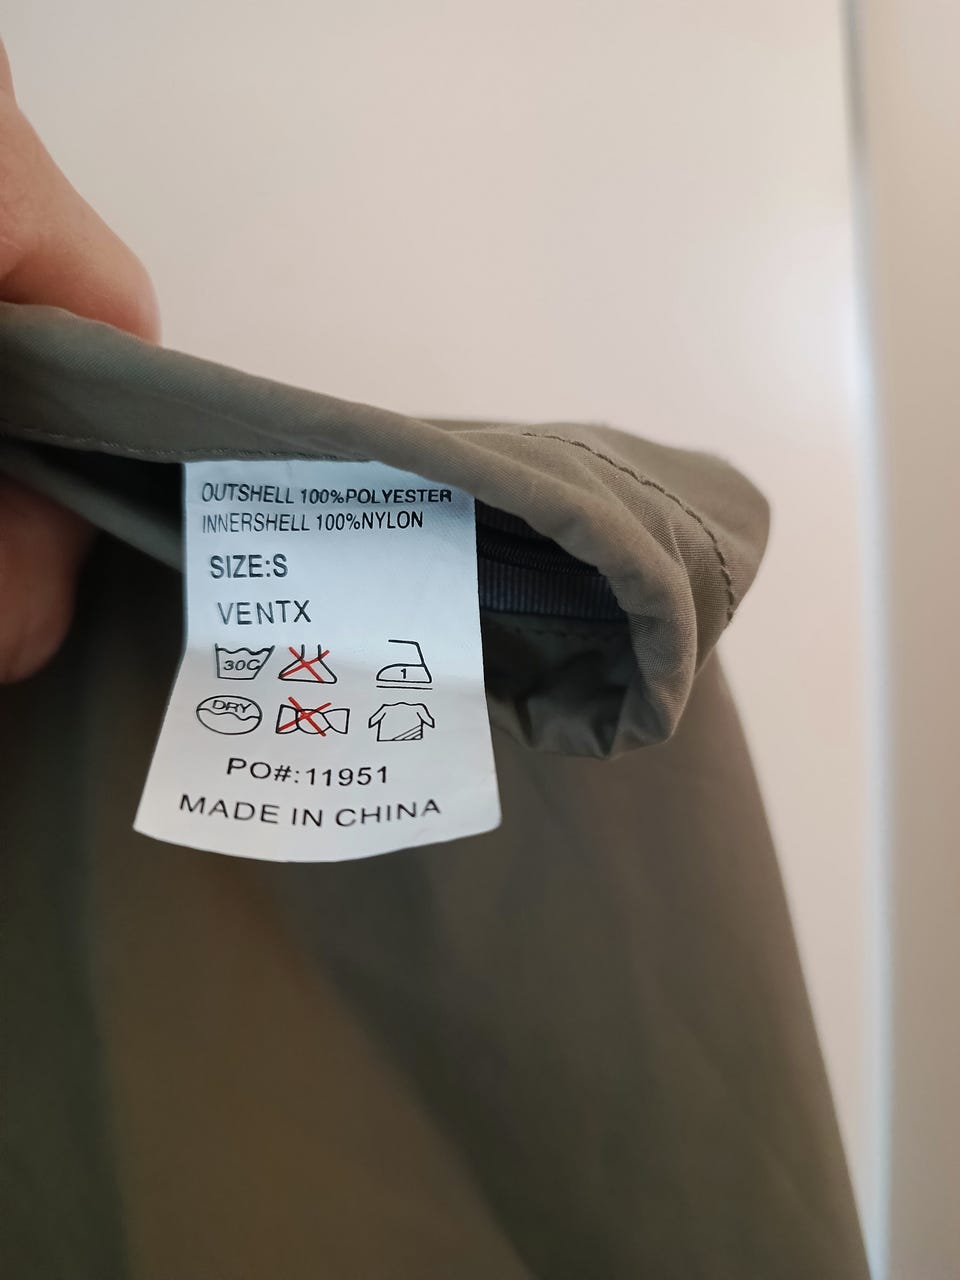 OUTSHELL 100%POLYESTER
INNERSHELL 100%NYLON
SIZE:S
VENTX
30C
1
DRY
PO#:11951
MADE IN CHINA